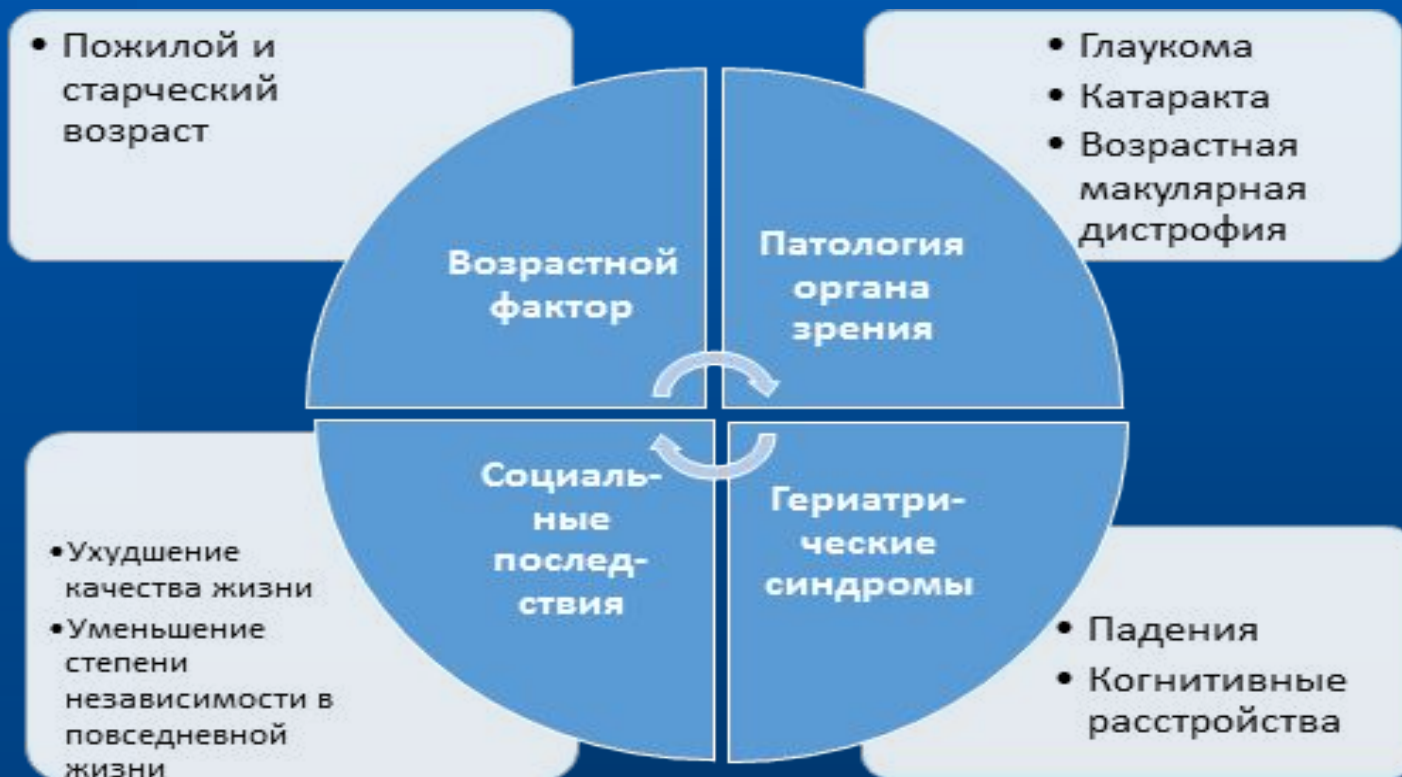 • Пожилой и
старческий
возраст
• Глаукома
• Катаракта
• Возрастная
макулярная
дистрофия
Возрастной
фактор
Патология
органа
зрения
Социаль-
ные
послед-
ствия
Гериатри-
ческие
синдромы
•Ухудшение
качества жизни
•Уменьшение
степени
независимости в
повседневной
жизни
• Падения
• Когнитивные
расстройства